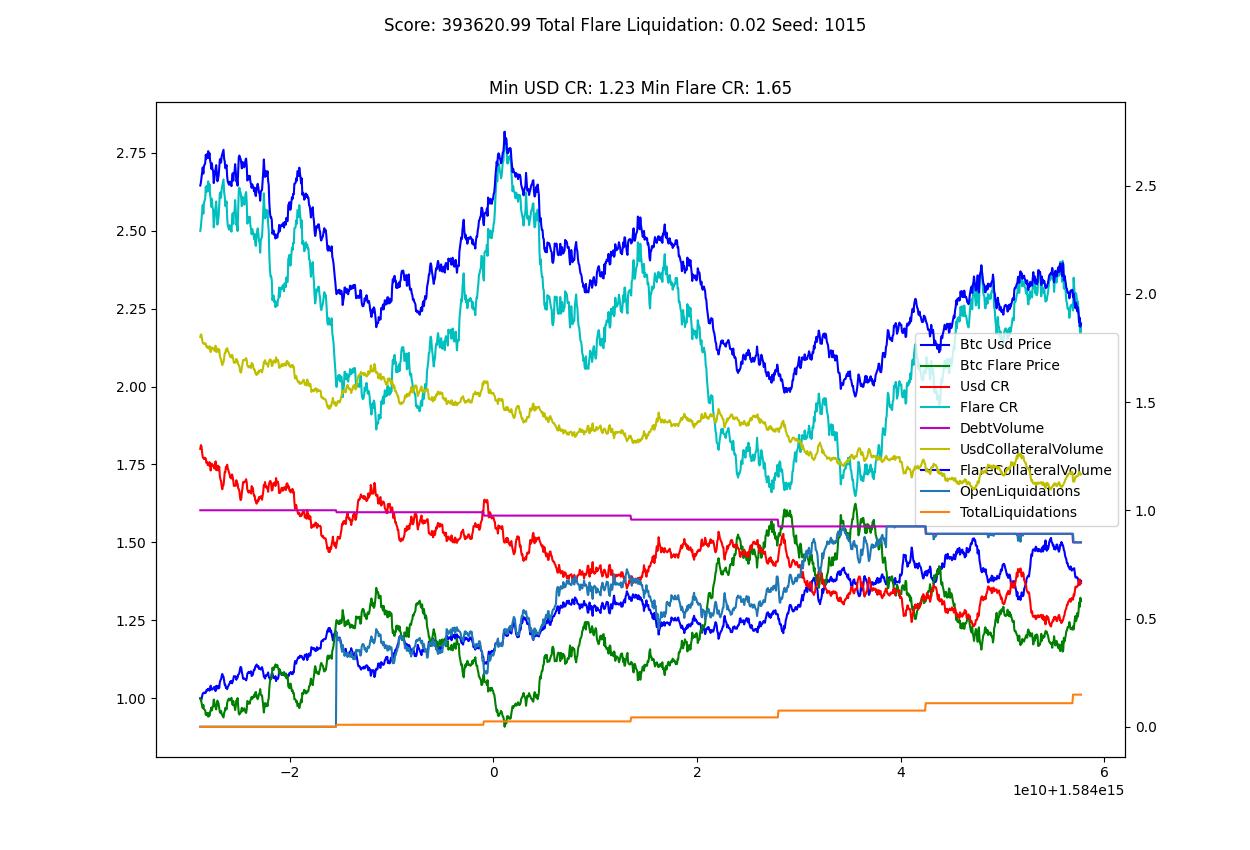 Score: 393620.99 Total Flare Liquidation: 0.02 Seed: 1015
Min USD CR: 1.23 Min Flare CR: 1.65
2.75
2.50
2.25
2.00
1.75
1.50
1.25
1.00
2.5
2.0
1.5
1.0
0.5
0.0
Btc Usd Price
Btc Flare Price
Usd CR
Flare CR
DebtVolume
UsdCollateralVolume
FlareCollateralVolume
OpenLiquidations
TotalLiquidations
−2 0 2 4 6
1e10+1.584e15